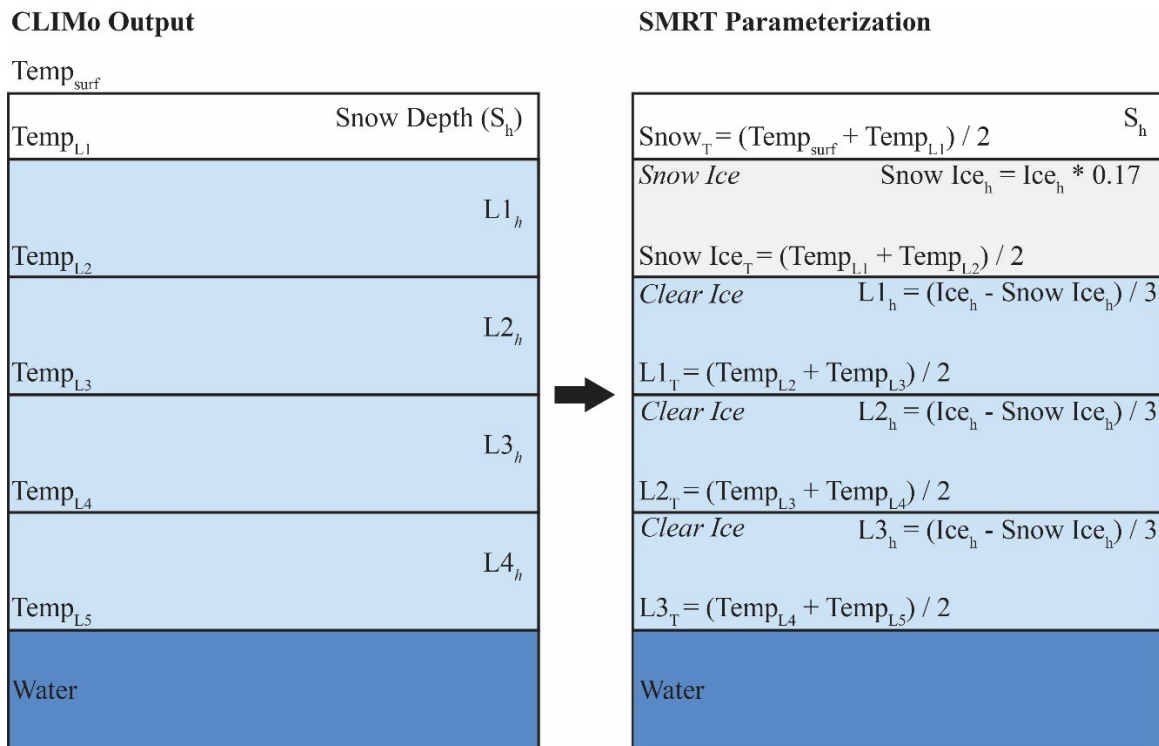 CLIMo Output
Temp_surf
Snow Depth (S_h)
Temp_L1
L1_h
Temp_L2
L2_h
Temp_L3
L3_h
Temp_L4
L4_h
Temp_L5
Water
SMRT Parameterization
S_h
Snow_T = (Temp_surf + Temp_L1) / 2
Snow Ice Snow Ice_h = Ice_h * 0.17
Snow Ice_T = (Temp_L1 + Temp_L2) / 2
Clear Ice L1_h = (Ice_h - Snow Ice_h) / 3
L1_T = (Temp_L2 + Temp_L3) / 2
Clear Ice L2_h = (Ice_h - Snow Ice_h) / 3
L2_T = (Temp_L3 + Temp_L4) / 2
Clear Ice L3_h = (Ice_h - Snow Ice_h) / 3
L3_T = (Temp_L4 + Temp_L5) / 2
Water